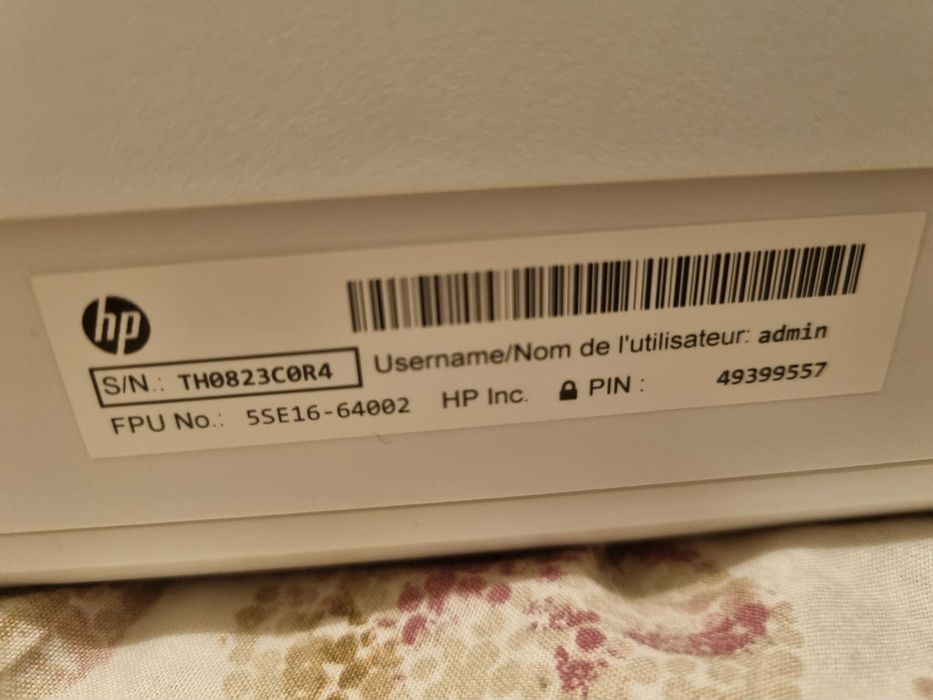 hp
Username/Nom de l'utilisateur: admin
S/N.: TH0823C0R4
HP Inc. PIN : 49399557
FPU No.: 5SE16-64002